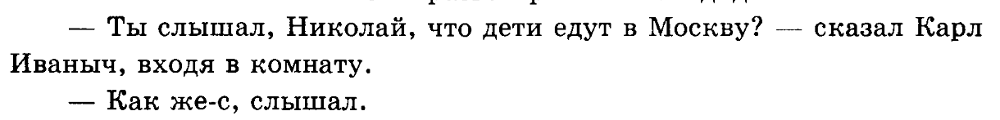 — Ты слышал, Николай, что дети едут в Москву? — сказал Карл
Иваныч, входя в комнату.
— Как же-с, слышал.